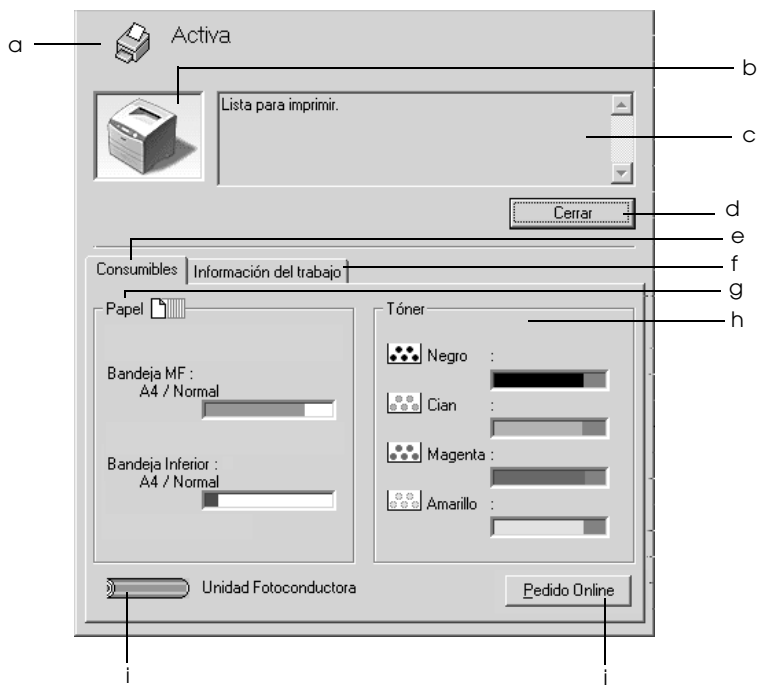 a
Activa
b
Lista para imprimir.
c
Cerrar
d
e
Consumibles
Información del trabajo
f
g
Papel
Tóner
h
Negro :
Bandeja MF :
A4 / Normal
Cian :
Magenta :
Bandeja Inferior :
A4 / Normal
Amarillo :
Unidad Fotoconductora
Pedido Online
i
j